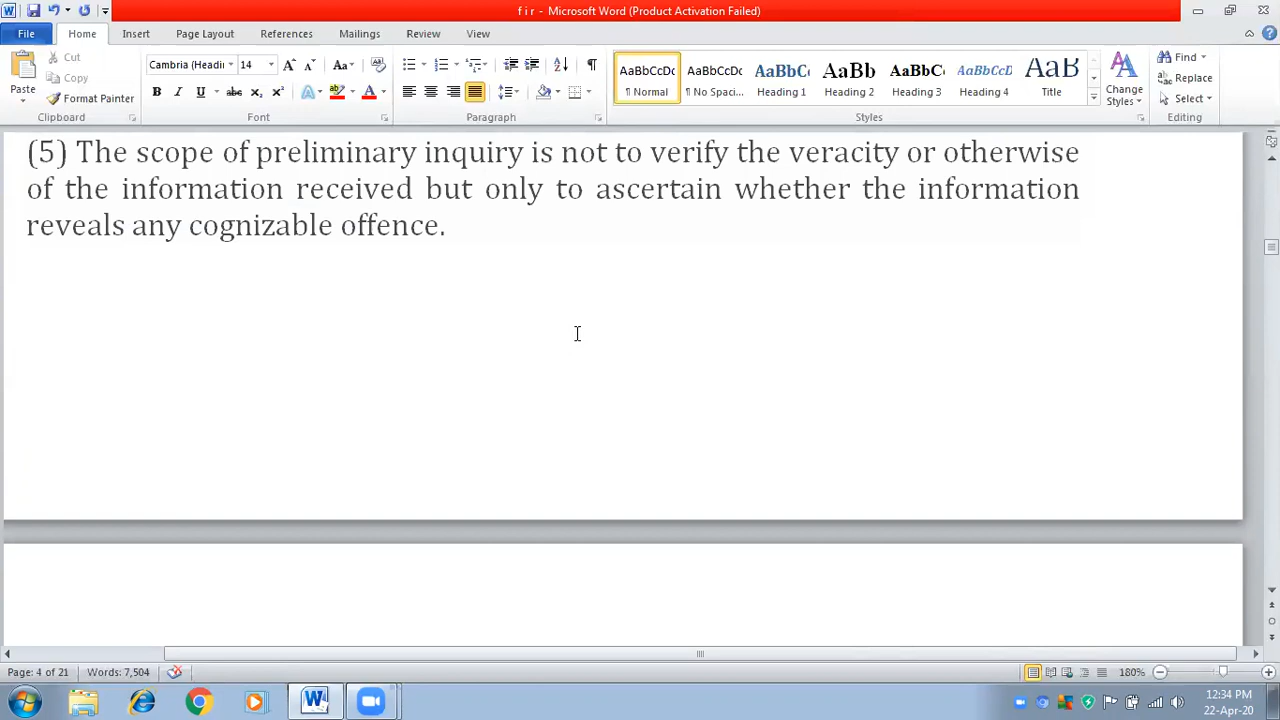 f i r - Microsoft Word (Product Activation Failed)
File Home Insert Page Layout References Mailings Review View
Paste
Cut
Copy
Format Painter
Clipboard
Cambria (Headi 14
Font
Paragraph
AaBbCcDc AaBbCcDc AaBbC AaBb AaBbC AaBbCcD AaB
¶ Normal ¶ No Spaci... Heading 1 Heading 2 Heading 3 Heading 4 Title
Change Styles
Styles
Find
Replace
Select
Editing
(5) The scope of preliminary inquiry is not to verify the veracity or otherwise
of the information received but only to ascertain whether the information
reveals any cognizable offence.
Page: 4 of 21 Words: 7,504 180%
12:34 PM
22-Apr-20